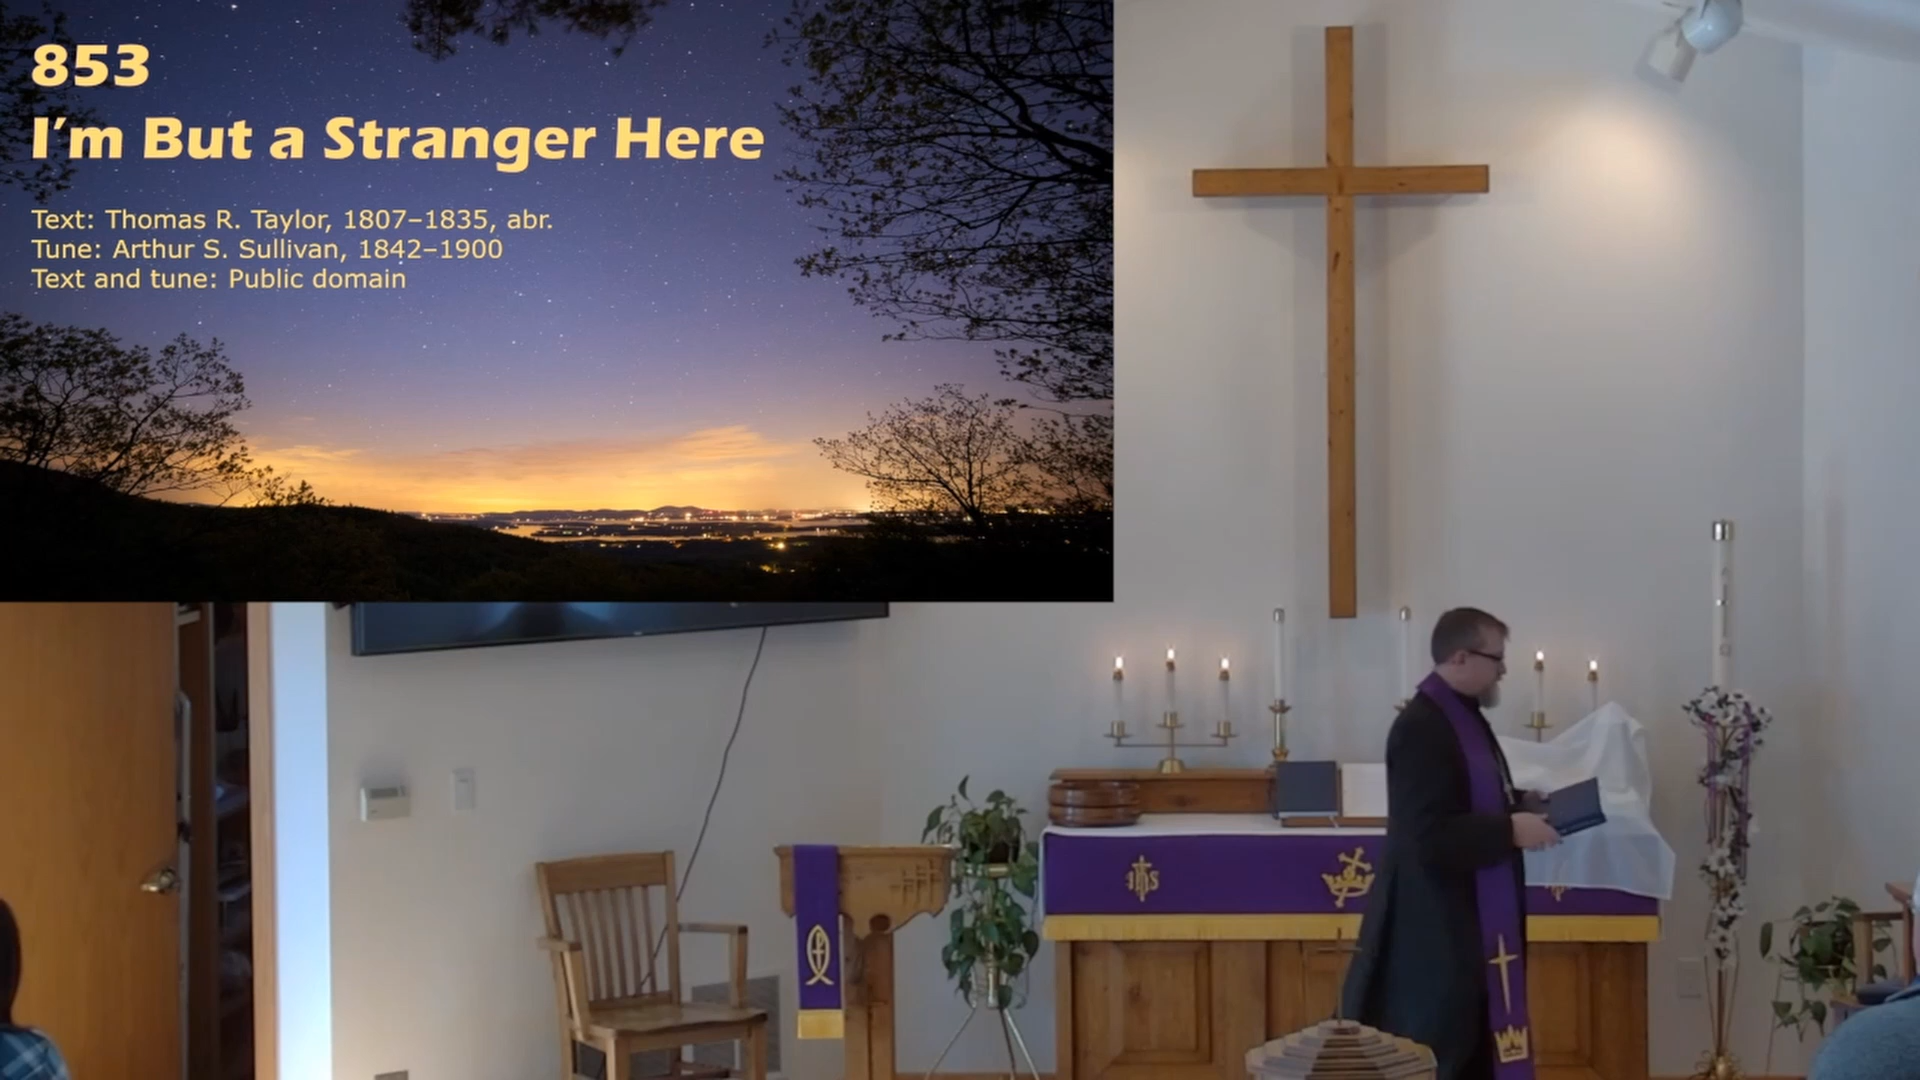 853
I'm But a Stranger Here
Text: Thomas R. Taylor, 1807–1835, abr.
Tune: Arthur S. Sullivan, 1842–1900
Text and tune: Public domain
IHS